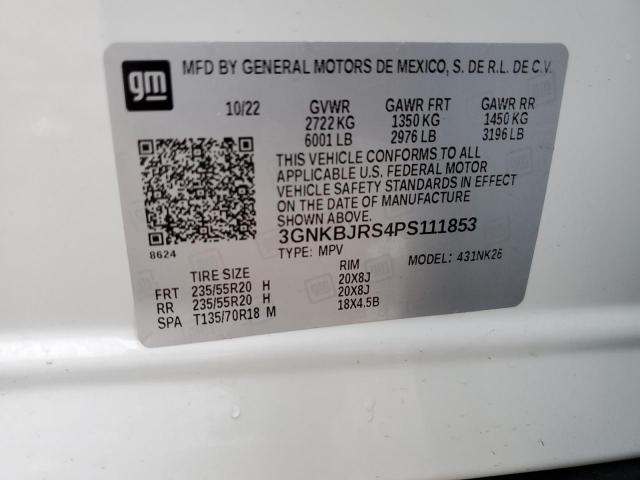 gm
MFD BY GENERAL MOTORS DE MEXICO, S. DE R.L. DE C.V.
10/22 GVWR GAWR FRT GAWR RR
2722 KG 1350 KG 1450 KG
6001 LB 2976 LB 3196 LB
THIS VEHICLE CONFORMS TO ALL
APPLICABLE U.S. FEDERAL MOTOR
VEHICLE SAFETY STANDARDS IN EFFECT
ON THE DATE OF MANUFACTURE
SHOWN ABOVE.
3GNKBJRS4PS111853
8624 TYPE: MPV MODEL: 431NK26
TIRE SIZE RIM
FRT 235/55R20 H 20X8J
RR 235/55R20 H 20X8J
SPA T135/70R18 M 18X4.5B